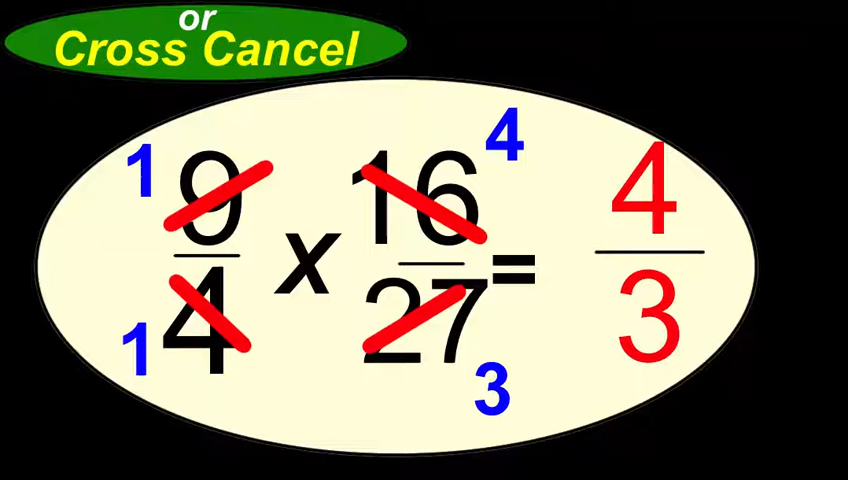 or
Cross Cancel
1 9 16 4
x = 4
4 27 3
1 3